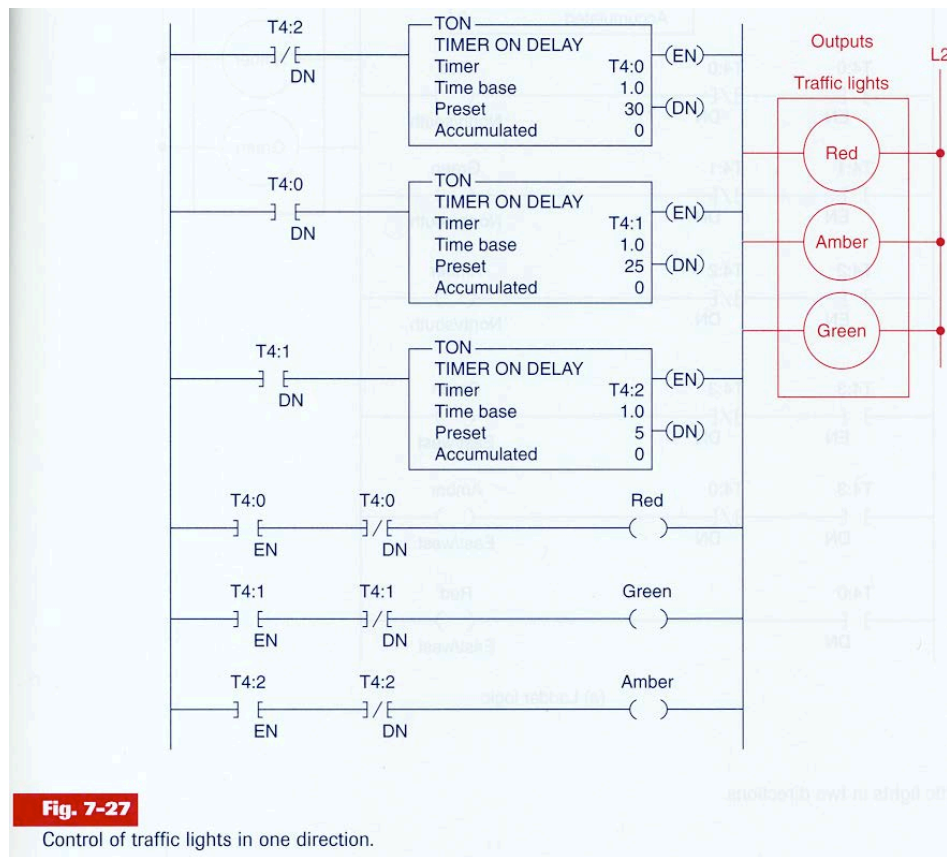 T4:2
DN
TON
TIMER ON DELAY
Timer T4:0
Time base 1.0
Preset 30
Accumulated 0
(EN)
(DN)
T4:0
DN
TON
TIMER ON DELAY
Timer T4:1
Time base 1.0
Preset 25
Accumulated 0
(EN)
(DN)
T4:1
DN
TON
TIMER ON DELAY
Timer T4:2
Time base 1.0
Preset 5
Accumulated 0
(EN)
(DN)
T4:0 T4:0 Red
EN DN
T4:1 T4:1 Green
EN DN
T4:2 T4:2 Amber
EN DN
Outputs
L2
Traffic lights
Red
Amber
Green
Fig. 7-27
Control of traffic lights in one direction.